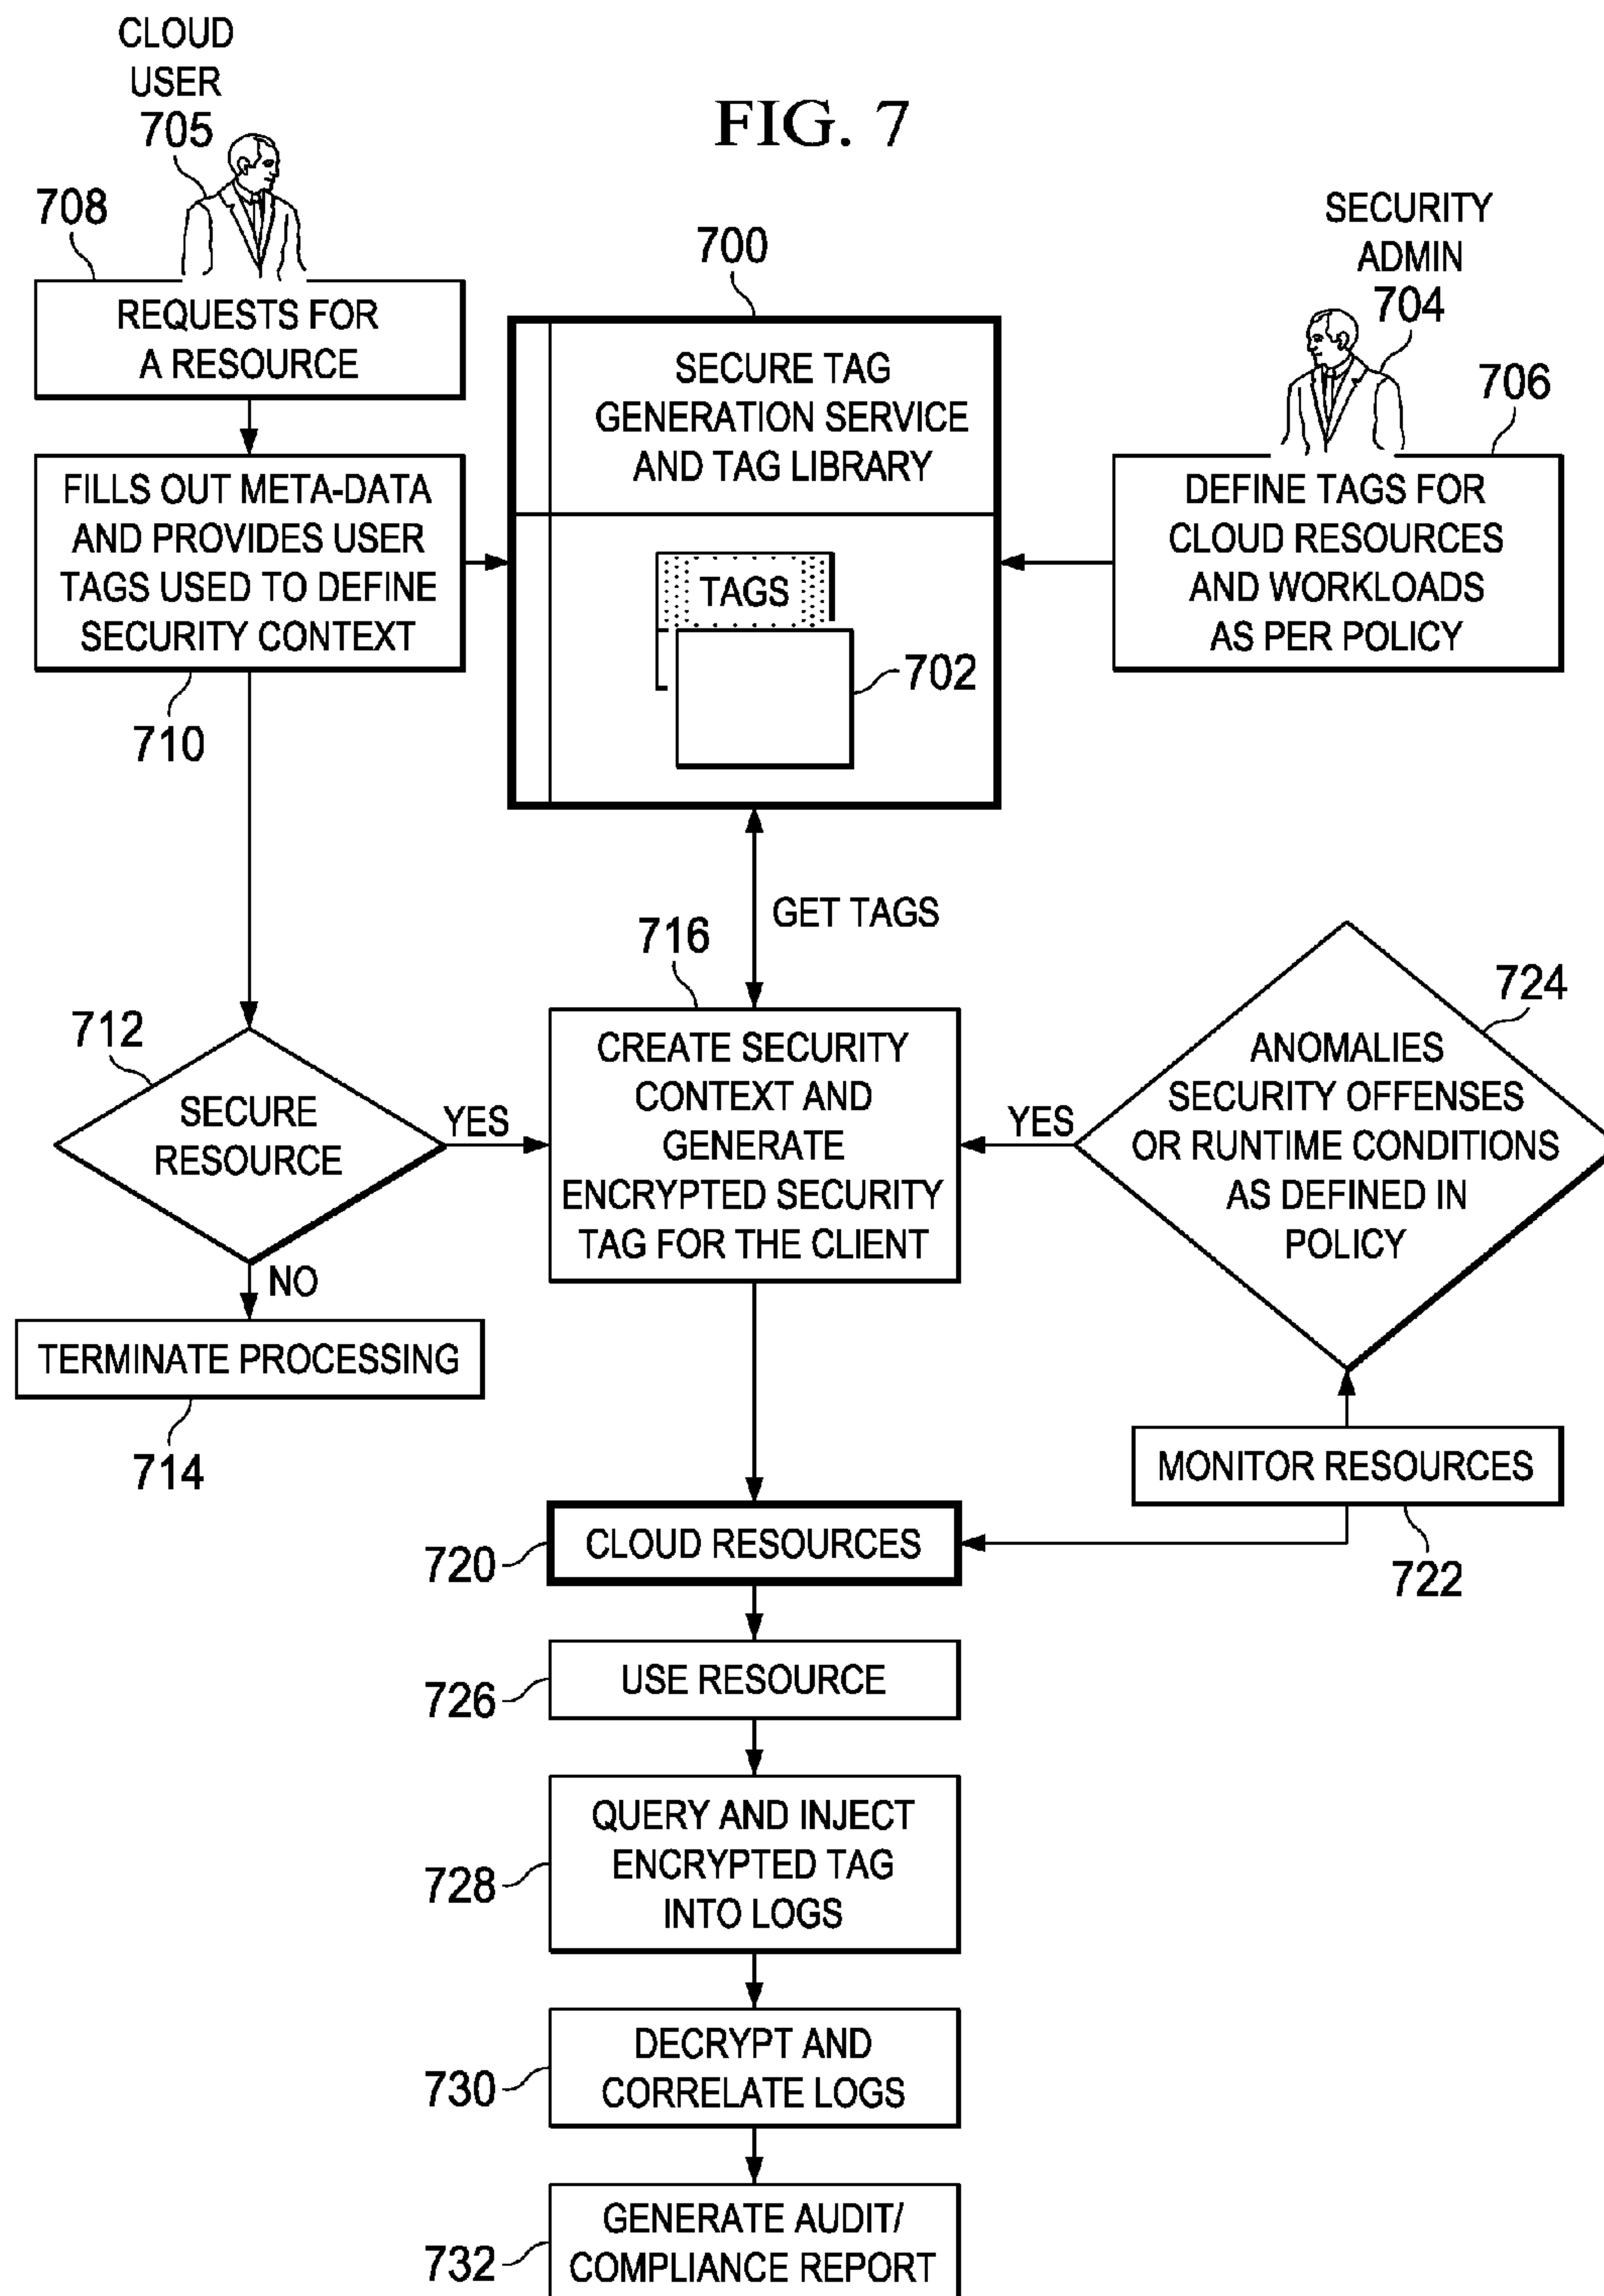 CLOUD
USER
705
FIG. 7
708
REQUESTS FOR
A RESOURCE
FILLS OUT META-DATA
AND PROVIDES USER
TAGS USED TO DEFINE
SECURITY CONTEXT
710
700
SECURE TAG
GENERATION SERVICE
AND TAG LIBRARY
TAGS
702
SECURITY
ADMIN
704
706
DEFINE TAGS FOR
CLOUD RESOURCES
AND WORKLOADS
AS PER POLICY
GET TAGS
712
SECURE
RESOURCE
YES
NO
TERMINATE PROCESSING
714
716
CREATE SECURITY
CONTEXT AND
GENERATE
ENCRYPTED SECURITY
TAG FOR THE CLIENT
YES
724
ANOMALIES
SECURITY OFFENSES
OR RUNTIME CONDITIONS
AS DEFINED IN
POLICY
MONITOR RESOURCES
722
CLOUD RESOURCES
720
USE RESOURCE
726
QUERY AND INJECT
ENCRYPTED TAG
INTO LOGS
728
DECRYPT AND
CORRELATE LOGS
730
GENERATE AUDIT/
COMPLIANCE REPORT
732